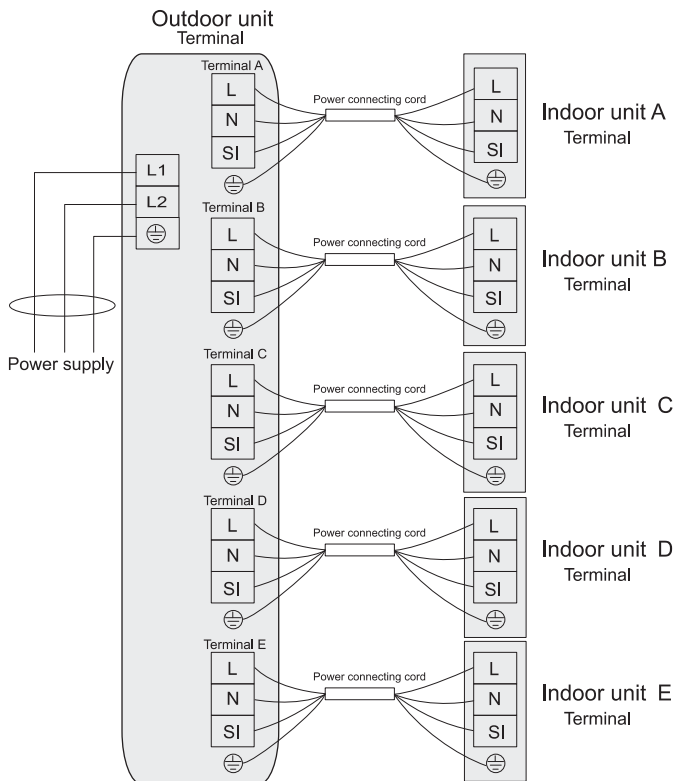 Outdoor unit
Terminal
Terminal A
L
N
SI
Power connecting cord
L
N
SI
Indoor unit A
Terminal
L1
L2
Power supply
Terminal B
L
N
SI
Power connecting cord
L
N
SI
Indoor unit B
Terminal
Terminal C
L
N
SI
Power connecting cord
L
N
SI
Indoor unit C
Terminal
Terminal D
L
N
SI
Power connecting cord
L
N
SI
Indoor unit D
Terminal
Terminal E
L
N
SI
Power connecting cord
L
N
SI
Indoor unit E
Terminal